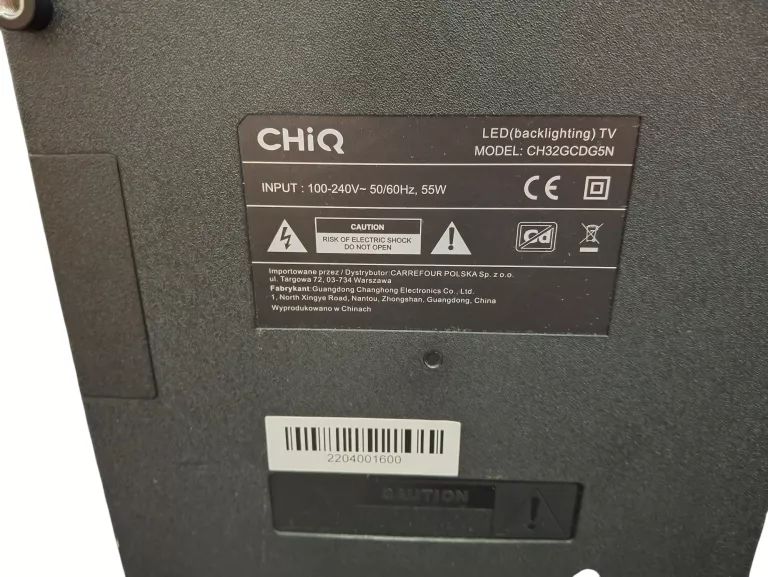 CHiQ
LED(backlighting) TV
MODEL: CH32GCDG5N
INPUT : 100-240V~ 50/60Hz, 55W
CE
CAUTION
RISK OF ELECTRIC SHOCK
DO NOT OPEN
Cd
Importowane przez / Dystrybutor:CARREFOUR POLSKA Sp. z o.o.
ul. Targowa 72, 03-734 Warszawa
Fabrykant:Guangdong Changhong Electronics Co., Ltd.
1, North Xingye Road, Nantou, Zhongshan, Guangdong, China
Wyprodukowano w Chinach
2204001600
CAUTION